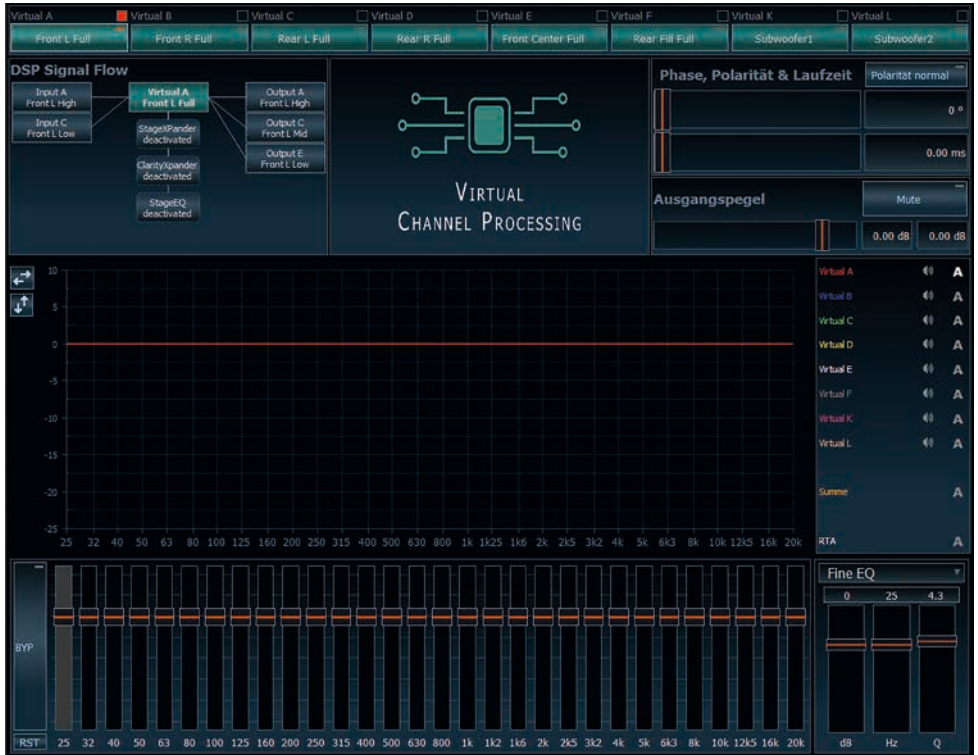 Virtual A Virtual B Virtual C Virtual D Virtual E Virtual F Virtual K Virtual L
Front L Full Front R Full Rear L Full Rear R Full Front Center Full Rear Fill Full Subwoofer1 Subwoofer2
DSP Signal Flow
Input A
Front L High
Input C
Front L Low
Virtual A
Front L Full
StageXPander
deactivated
ClarityXpander
deactivated
StageEQ
deactivated
Output A
Front L High
Output C
Front L Mid
Output E
Front L Low
VIRTUAL
CHANNEL PROCESSING
Phase, Polarität & Laufzeit
Polarität normal
0 °
0.00 ms
Ausgangspegel
Mute
0.00 dB 0.00 dB
10
5
0
-5
-10
-15
-20
-25
25 32 40 50 63 80 100 125 160 200 250 315 400 500 630 800 1k 1k25 1k6 2k 2k5 3k2 4k 5k 6k3 8k 10k 12k5 16k 20k
Virtual A A
Virtual B A
Virtual C A
Virtual D A
Virtual E A
Virtual F A
Virtual K A
Virtual L A
Summe A
RTA A
BYP
RST
25 32 40 50 63 80 100 125 160 200 250 315 400 500 630 800 1k 1k2 1k6 2k 2k5 3k2 4k 5k 6k3 8k 10k 12k5 16k 20k
Fine EQ
0 25 4.3
dB Hz Q